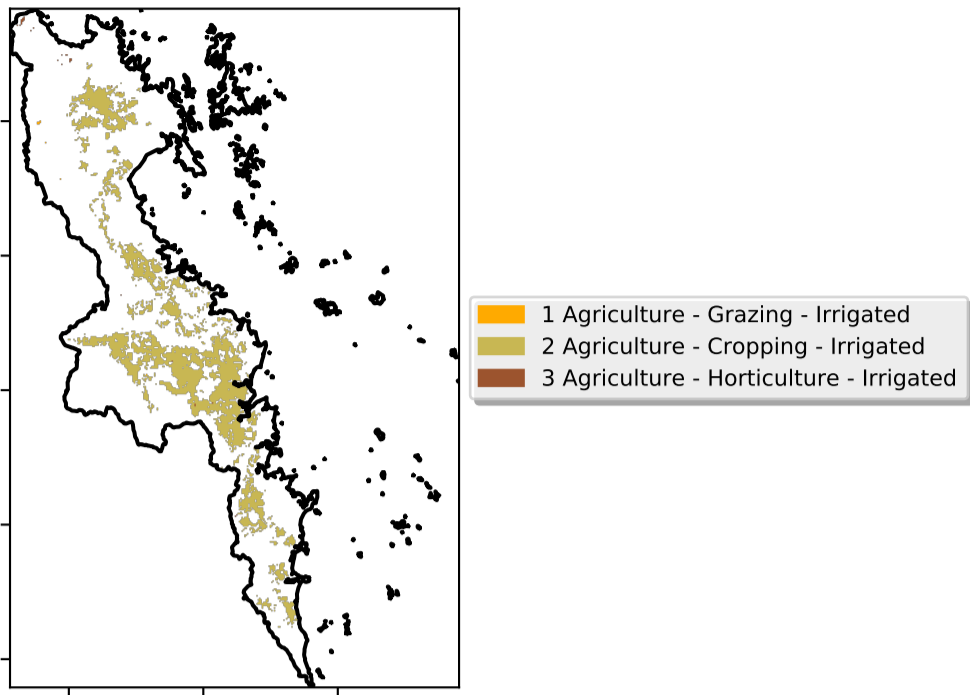 1 Agriculture - Grazing - Irrigated
2 Agriculture - Cropping - Irrigated
3 Agriculture - Horticulture - Irrigated